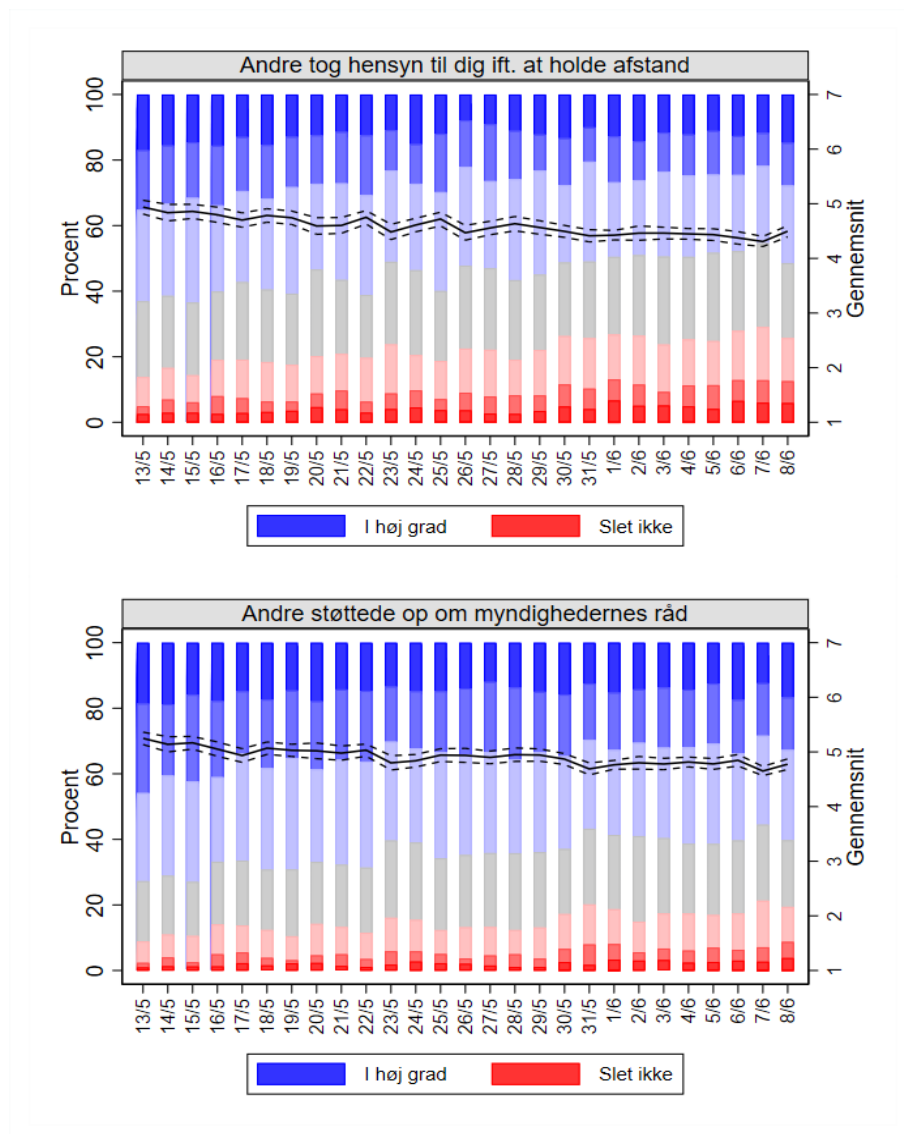 Andre tog hensyn til dig ift. at holde afstand
100
80
60
40
20
0
Procent
7
6
5
4
3
2
1
Gennemsnit
13/5 14/5 15/5 16/5 17/5 18/5 19/5 20/5 21/5 22/5 23/5 24/5 25/5 26/5 27/5 28/5 29/5 30/5 31/5 1/6 2/6 3/6 4/6 5/6 6/6 7/6 8/6
I høj grad Slet ikke
Andre støttede op om myndighedernes råd
100
80
60
40
20
0
Procent
7
6
5
4
3
2
1
Gennemsnit
13/5 14/5 15/5 16/5 17/5 18/5 19/5 20/5 21/5 22/5 23/5 24/5 25/5 26/5 27/5 28/5 29/5 30/5 31/5 1/6 2/6 3/6 4/6 5/6 6/6 7/6 8/6
I høj grad Slet ikke